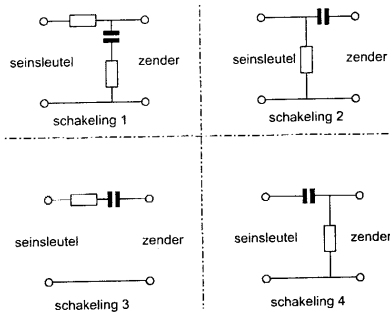 seinsleutel zender
schakeling 1
seinsleutel zender
schakeling 2
seinsleutel zender
schakeling 3
seinsleutel zender
schakeling 4